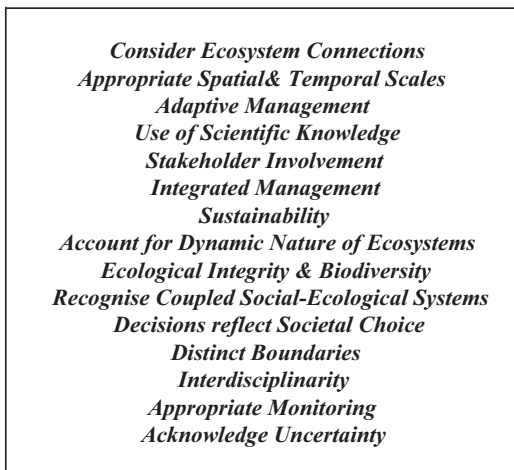 Consider Ecosystem Connections
Appropriate Spatial& Temporal Scales
Adaptive Management
Use of Scientific Knowledge
Stakeholder Involvement
Integrated Management
Sustainability
Account for Dynamic Nature of Ecosystems
Ecological Integrity & Biodiversity
Recognise Coupled Social-Ecological Systems
Decisions reflect Societal Choice
Distinct Boundaries
Interdisciplinarity
Appropriate Monitoring
Acknowledge Uncertainty